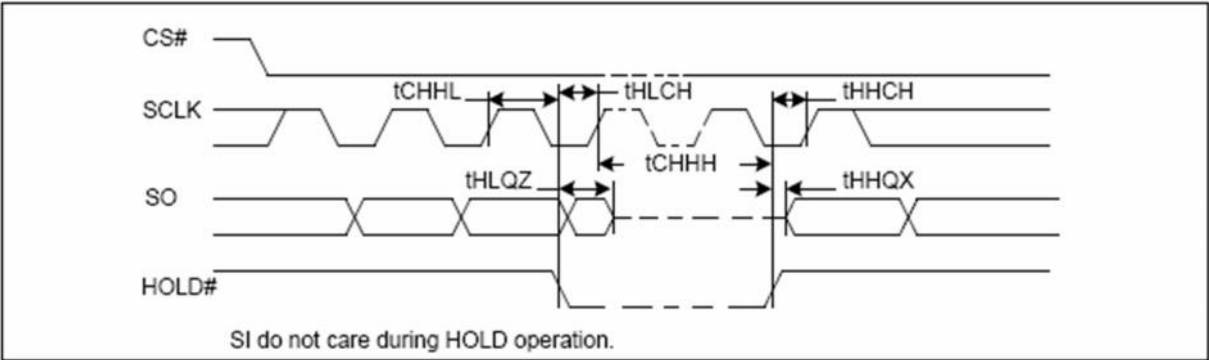 CS#
tCHHL
tHLCH
tHHCH
SCLK
tCHHH
tHLQZ
tHHQX
SO
HOLD#
SI do not care during HOLD operation.